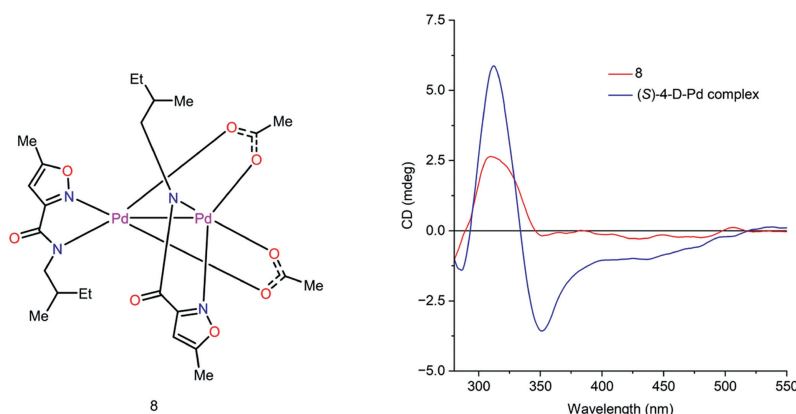 Et
Me
O
Me
Me
O
O
N
N
Pd
Pd
O
N
O
O
Me
Et
Me
O
N
O
Me
8
7.5
5.0
2.5
0.0
−2.5
−5.0
CD (mdeg)
8
(S)-4-D-Pd complex
300 350 400 450 500 550
Wavelength (nm)